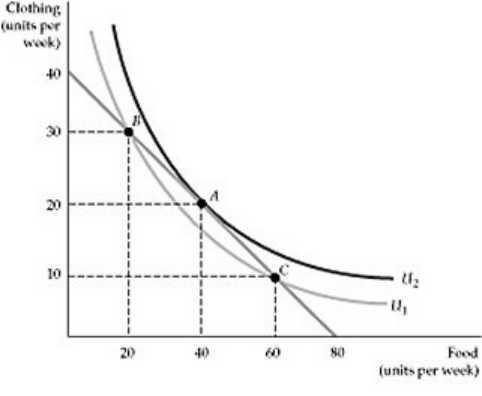 Clothing
(units per
week)
40
30
20
10
B
A
C
U2
U1
20 40 60 80 Food
(units per week)